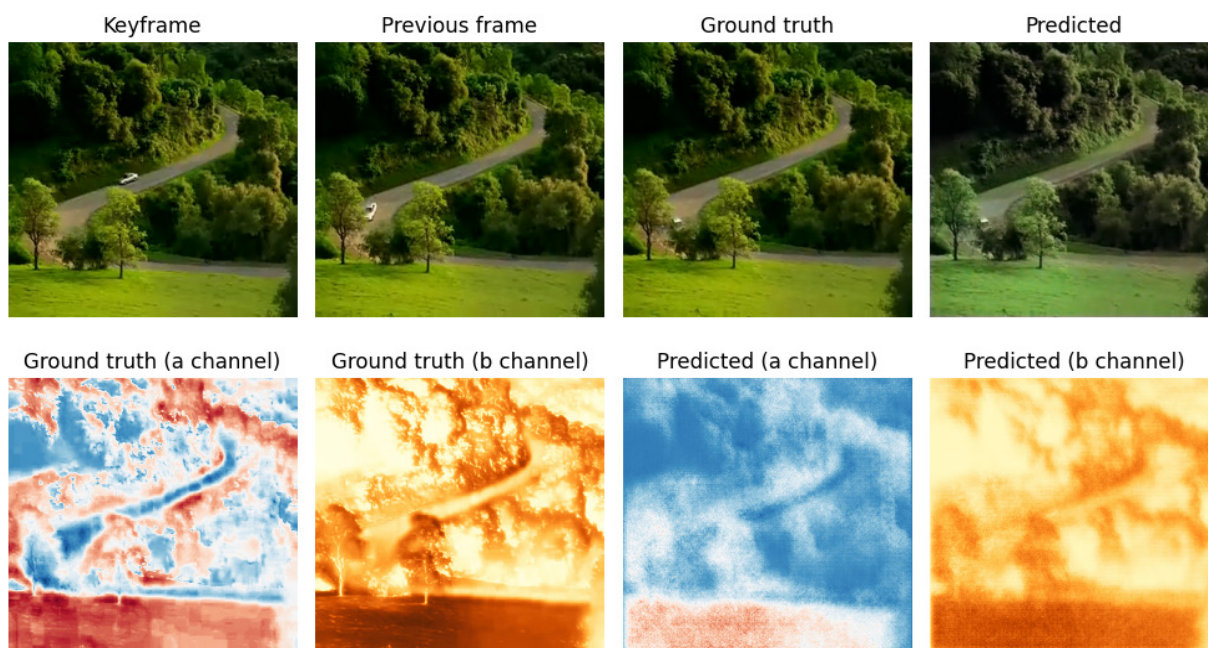 Keyframe
Previous frame
Ground truth
Predicted
Ground truth (a channel)
Ground truth (b channel)
Predicted (a channel)
Predicted (b channel)